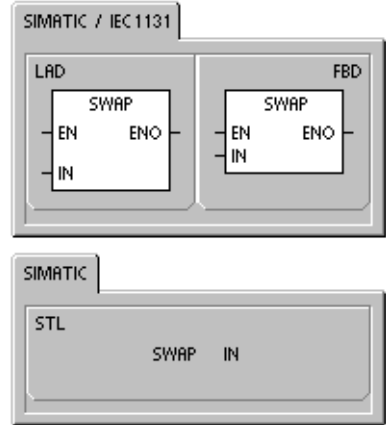 SIMATIC / IEC1131
LAD
SWAP
EN ENO
IN
FBD
SWAP
EN ENO
IN
SIMATIC
STL
SWAP IN